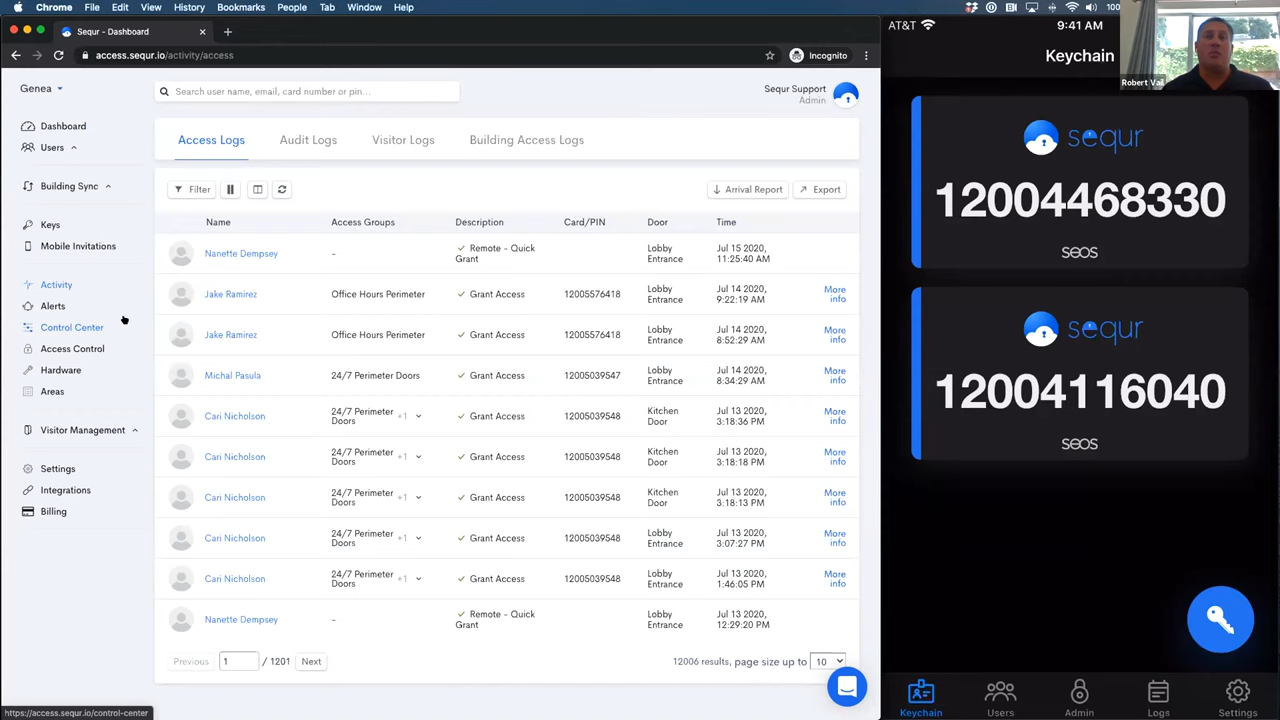 Chrome File Edit View History Bookmarks People Tab Window Help
Sequr - Dashboard
access.sequr.io/activity/access
Incognito
Genea
Search user name, email, card number or pin...
Sequr Support
Admin
Dashboard
Users
Building Sync
Keys
Mobile Invitations
Activity
Alerts
Control Center
Access Control
Hardware
Areas
Visitor Management
Settings
Integrations
Billing
Access Logs Audit Logs Visitor Logs Building Access Logs
Filter Arrival Report Export
Name Access Groups Description Card/PIN Door Time
Nanette Dempsey - Remote - Quick Grant Lobby Entrance Jul 15 2020, 11:25:40 AM
Jake Ramirez Office Hours Perimeter Grant Access 12005576418 Lobby Entrance Jul 14 2020, 9:22:19 AM More info
Jake Ramirez Office Hours Perimeter Grant Access 12005576418 Lobby Entrance Jul 14 2020, 8:52:29 AM More info
Michal Pasula 24/7 Perimeter Doors Grant Access 12005039547 Lobby Entrance Jul 14 2020, 8:34:29 AM More info
Cari Nicholson 24/7 Perimeter Doors +1 Grant Access 12005039548 Kitchen Door Jul 13 2020, 3:18:36 PM More info
Cari Nicholson 24/7 Perimeter Doors +1 Grant Access 12005039548 Kitchen Door Jul 13 2020, 3:18:18 PM More info
Cari Nicholson 24/7 Perimeter Doors +1 Grant Access 12005039548 Kitchen Door Jul 13 2020, 3:18:13 PM More info
Cari Nicholson 24/7 Perimeter Doors +1 Grant Access 12005039548 Lobby Entrance Jul 13 2020, 3:07:27 PM More info
Cari Nicholson 24/7 Perimeter Doors +1 Grant Access 12005039548 Lobby Entrance Jul 13 2020, 1:46:05 PM More info
Nanette Dempsey - Remote - Quick Grant Lobby Entrance Jul 13 2020, 12:29:20 PM
Previous 1 / 1201 Next 12006 results, page size up to 10
https://access.sequr.io/control-center
AT&T 9:41 AM
Keychain
Robert Vail
sequr
12004468330
seos
sequr
12004116040
seos
Keychain Users Admin Logs Settings